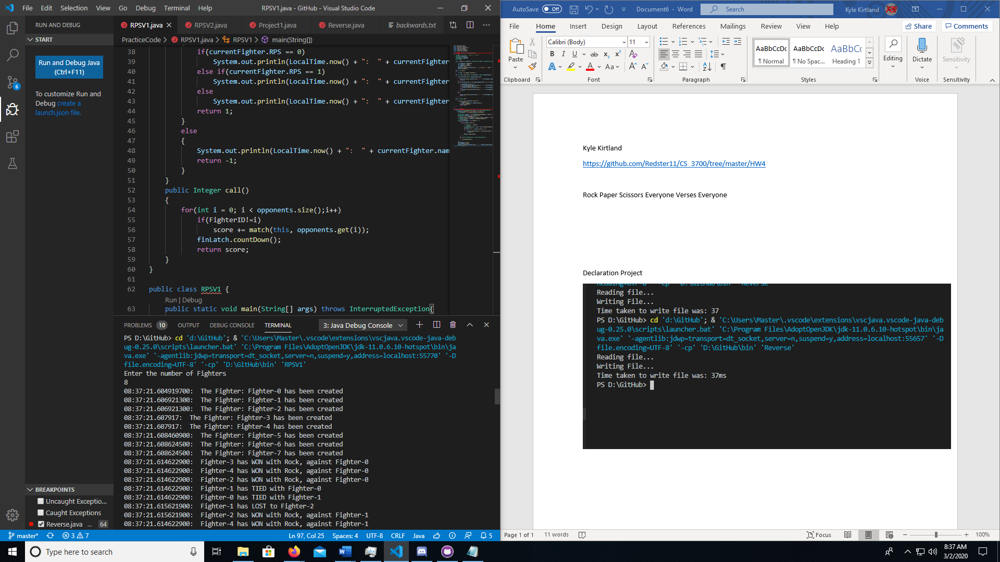 File Edit Selection View Go Debug Terminal Help
RPSV1.java - GitHub - Visual Studio Code
RUN AND DEBUG
START
Run and Debug Java
(Ctrl+F11)
To customize Run and
Debug create a
launch.json file.
RPSV1.java
RPSV2.java
Project1.java
Reverse.java
backwards.txt
PracticeCode > RPSV1.java > RPSV1 > main(String[])
38 if(currentFighter.RPS == 0)
39 System.out.println(LocalTime.now() + ":  " + currentFighter
40 else if(currentFighter.RPS == 1)
41 System.out.println(LocalTime.now() + ":  " + currentFighter
42 else
43 System.out.println(LocalTime.now() + ":  " + currentFighter
44 return 1;
45 }
46 else
47 {
48 System.out.println(LocalTime.now() + ":  " + currentFighter.nam
49 return -1;
50 }
51 }
52 public Integer call()
53 {
54 for(int i = 0; i < opponents.size();i++)
55 if(FighterID!=i)
56 score += match(this, opponents.get(i));
57 finLatch.countDown();
58 return score;
59 }
60 }
61
62 public class RPSV1 {
Run | Debug
63 public static void main(String[] args) throws InterruptedException{
PROBLEMS 10 OUTPUT DEBUG CONSOLE TERMINAL
3: Java Debug Console
PS D:\GitHub> cd 'd:\GitHub'; & 'C:\Users\Master\.vscode\extensions\vscjava.vscode-java-deb
ug-0.25.0\scripts\launcher.bat' 'C:\Program Files\AdoptOpenJDK\jdk-11.0.6.10-hotspot\bin\ja
va.exe' '-agentlib:jdwp=transport=dt_socket,server=n,suspend=y,address=localhost:55770' '-D
file.encoding=UTF-8' '-cp' 'D:\GitHub\bin' 'RPSV1'
Enter the number of Fighters
8
08:37:21.604919700:  The Fighter: Fighter-0 has been created
08:37:21.606921300:  The Fighter: Fighter-1 has been created
08:37:21.606921300:  The Fighter: Fighter-2 has been created
08:37:21.607917:  The Fighter: Fighter-3 has been created
08:37:21.607917:  The Fighter: Fighter-4 has been created
08:37:21.608460900:  The Fighter: Fighter-5 has been created
08:37:21.608624500:  The Fighter: Fighter-6 has been created
08:37:21.608624500:  The Fighter: Fighter-7 has been created
08:37:21.614622900:  Fighter-3 has WON with Rock, against Fighter-0
08:37:21.614622900:  Fighter-4 has WON with Rock, against Fighter-0
08:37:21.614622900:  Fighter-2 has WON with Rock, against Fighter-0
08:37:21.614622900:  Fighter-1 has TIED with Fighter-0
08:37:21.614622900:  Fighter-0 has TIED with Fighter-1
08:37:21.615621900:  Fighter-1 has LOST to Fighter-2
08:37:21.615621900:  Fighter-2 has WON with Rock, against Fighter-1
08:37:21.614622900:  Fighter-4 has WON with Rock, against Fighter-1
BREAKPOINTS
Uncaught Exceptio...
Caught Exceptions
Reverse.java ... 64
6
master* 3 7
Ln 97, Col 25 Spaces: 4 UTF-8 CRLF Java 5
AutoSave Off
Document6 - Word
Search
Kyle Kirtland
File Home Insert Design Layout References Mailings Review View Help
Share Comments
Paste
Clipboard
Calibri (Body) 11
Font
Paragraph
AaBbCcDc AaBbCcDc AaBbCc
¶ Normal ¶ No Spac... Heading 1
Styles
Editing
Dictate
Voice
Sensitivity
Sensitivity
Kyle Kirtland
https://github.com/Redster11/CS_3700/tree/master/HW4
Rock Paper Scissors Everyone Verses Everyone
Declaration Project
ncoding=UTF-8' '-cp' 'D:\GitHub\bin' 'Reverse'
Reading file...
Writing File...
Time taken to write file was: 37
PS D:\GitHub> cd 'd:\GitHub'; & 'C:\Users\Master\.vscode\extensions\vscjava.vscode-java-deb
ug-0.25.0\scripts\launcher.bat' 'C:\Program Files\AdoptOpenJDK\jdk-11.0.6.10-hotspot\bin\ja
va.exe' '-agentlib:jdwp=transport=dt_socket,server=n,suspend=y,address=localhost:55657' '-D
file.encoding=UTF-8' '-cp' 'D:\GitHub\bin' 'Reverse'
Reading file...
Writing File...
Time taken to write file was: 37ms
PS D:\GitHub>
Page 1 of 1 11 words
Focus
100%
Type here to search
8:37 AM
3/2/2020